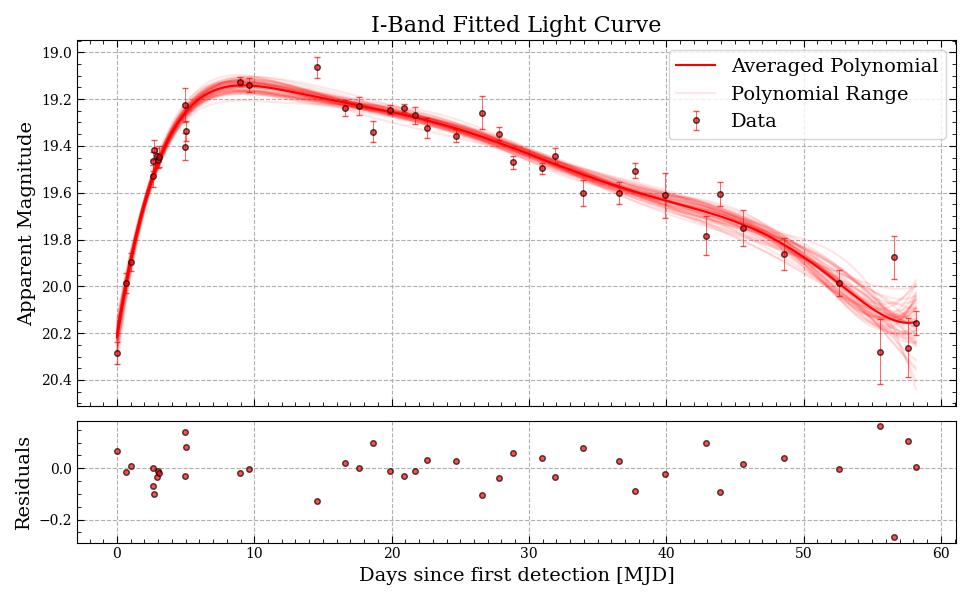 I-Band Fitted Light Curve
Averaged Polynomial
Polynomial Range
Data
Apparent Magnitude
19.0
19.2
19.4
19.6
19.8
20.0
20.2
20.4
Residuals
0.0
−0.2
0 10 20 30 40 50 60
Days since first detection [MJD]